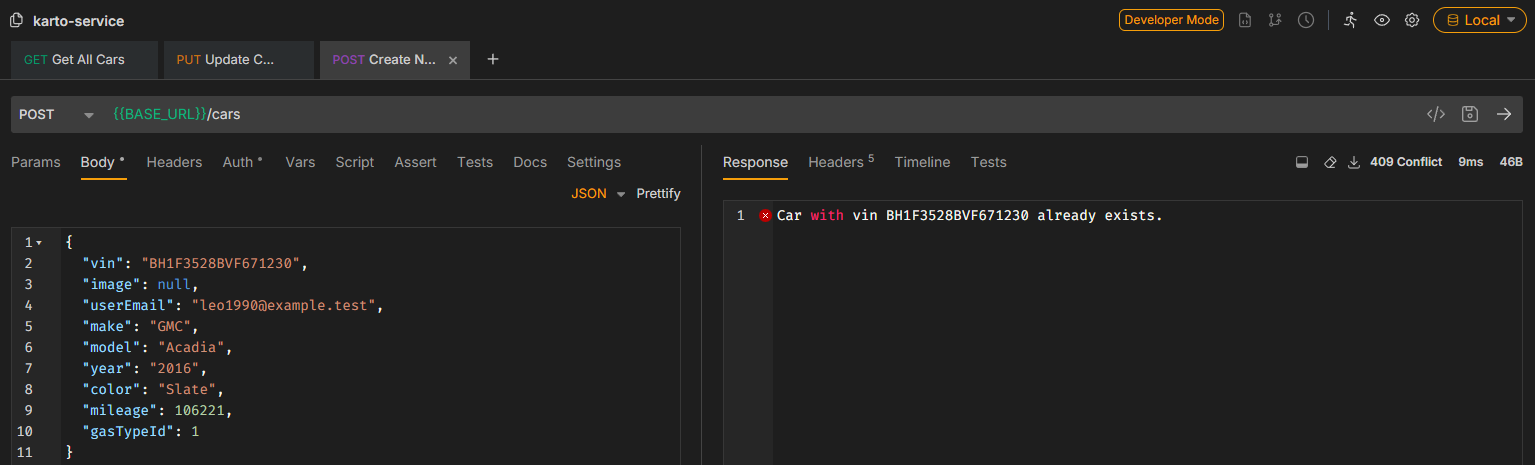 karto-service
Developer Mode
Local
GET Get All Cars
PUT Update C...
POST Create N...
POST
{{BASE_URL}}/cars
Params Body Headers Auth Vars Script Assert Tests Docs Settings
JSON Prettify
1 {
2 "vin": "BH1F3528BVF671230",
3 "image": null,
4 "userEmail": "leo1990@example.test",
5 "make": "GMC",
6 "model": "Acadia",
7 "year": "2016",
8 "color": "Slate",
9 "mileage": 106221,
10 "gasTypeId": 1
11 }
Response Headers 5 Timeline Tests
409 Conflict 9ms 46B
1 Car with vin BH1F3528BVF671230 already exists.